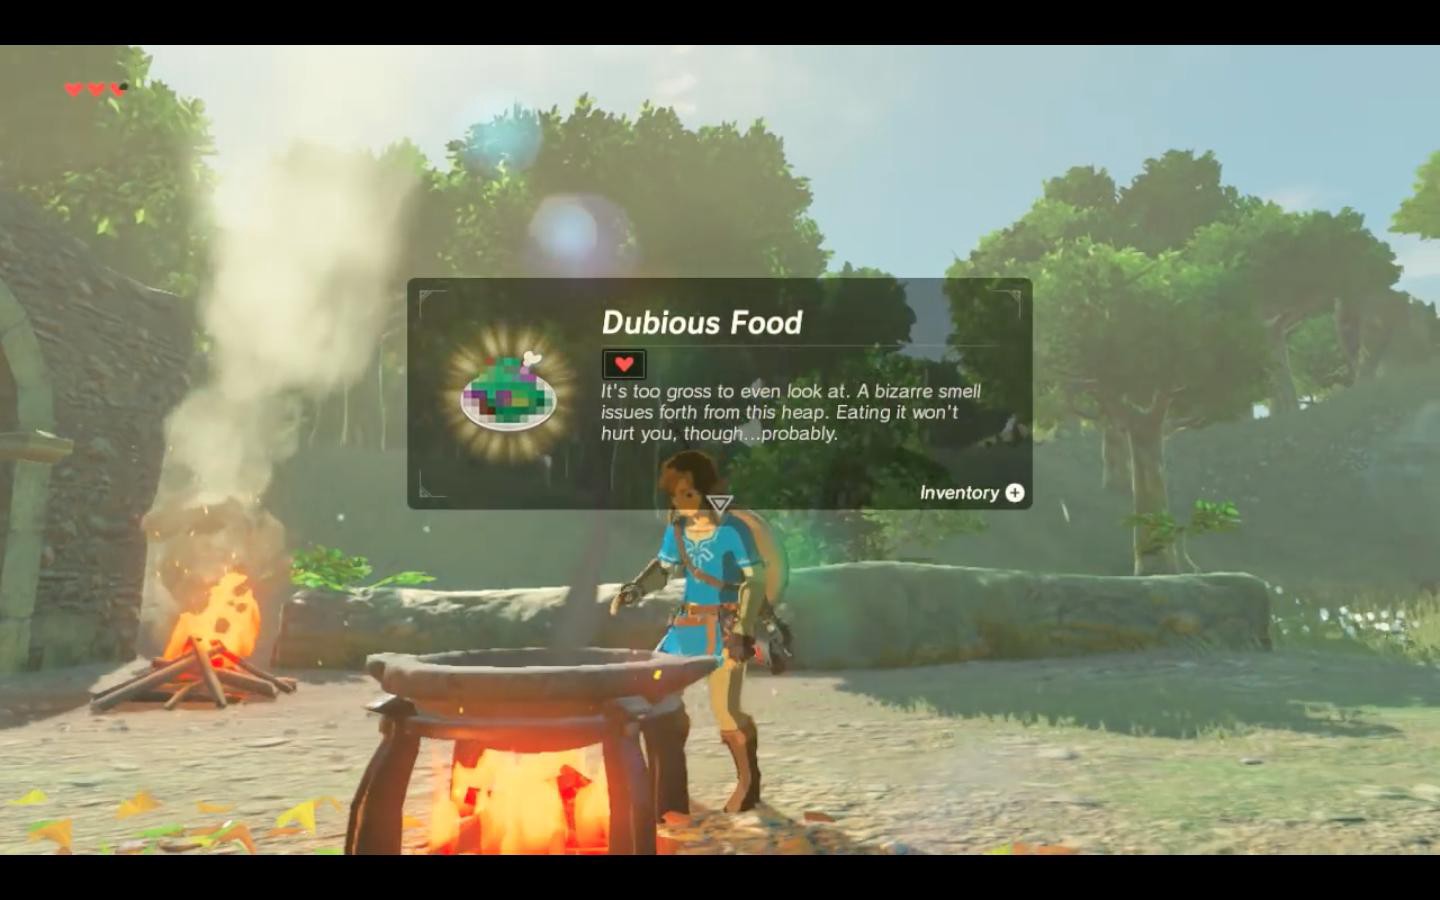 Dubious Food
It's too gross to even look at. A bizarre smell
issues forth from this heap. Eating it won't
hurt you, though...probably.
Inventory